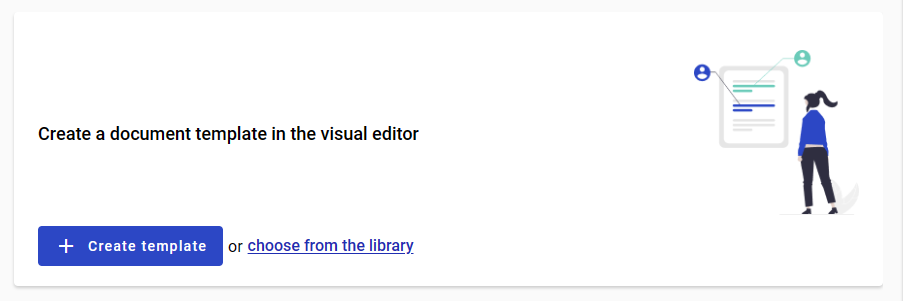 Create a document template in the visual editor
Create template or choose from the library